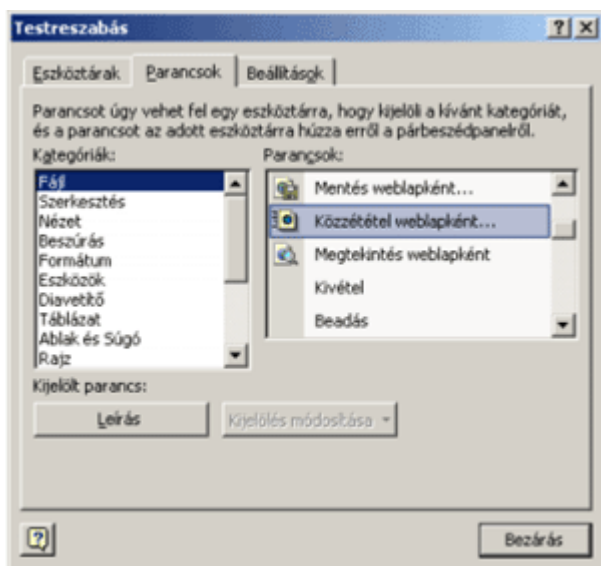 Testreszabás
Eszköztárak Parancsok Beállítások
Parancsot úgy vehet fel egy eszköztárra, hogy kijelöli a kívánt kategóriát,
és a parancsot az adott eszköztárra húzza erről a párbeszédpanelről.
Kategóriák:
Parancsok:
Fájl
Szerkesztés
Nézet
Beszúrás
Formátum
Eszközök
Diavetítő
Táblázat
Ablak és Súgó
Rajz
Mentés weblapként...
Közzététel weblapként...
Megtekintés weblapként
Kivétel
Beadás
Kijelölt parancs:
Leírás
Kijelölés módosítása
Bezárás